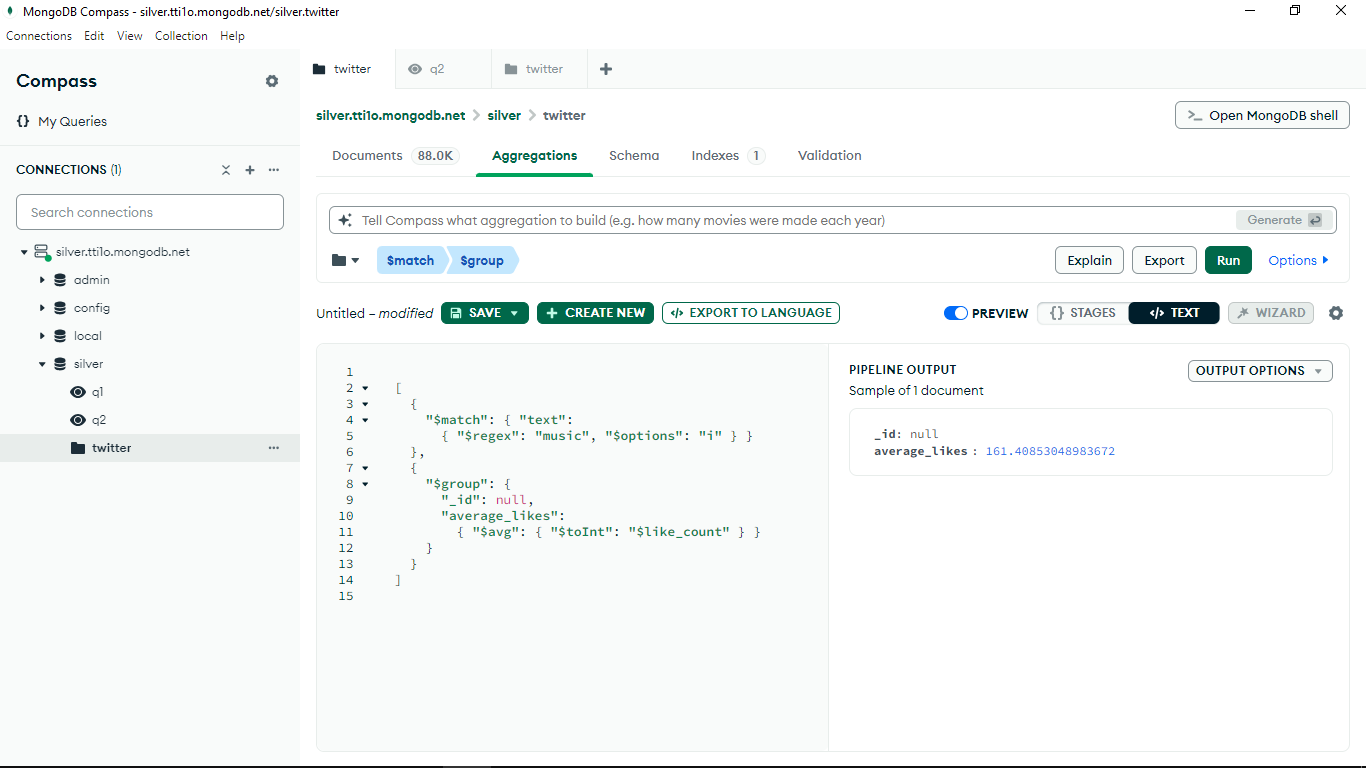 MongoDB Compass - silver.tti1o.mongodb.net/silver.twitter
Connections Edit View Collection Help
Compass
{} My Queries
CONNECTIONS (1)
Search connections
silver.tti1o.mongodb.net
admin
config
local
silver
q1
q2
twitter
twitter q2 twitter
silver.tti1o.mongodb.net > silver > twitter
>_ Open MongoDB shell
Documents 88.0K Aggregations Schema Indexes 1 Validation
Tell Compass what aggregation to build (e.g. how many movies were made each year) Generate
$match $group Explain Export Run Options
Untitled – modified SAVE + CREATE NEW </> EXPORT TO LANGUAGE PREVIEW {} STAGES </> TEXT WIZARD
1
2 [
3 {
4 "$match": { "text":
5 { "$regex": "music", "$options": "i" } }
6 },
7 {
8 "$group": {
9 "_id": null,
10 "average_likes":
11 { "$avg": { "$toInt": "$like_count" } }
12 }
13 }
14 ]
15
PIPELINE OUTPUT
Sample of 1 document
OUTPUT OPTIONS
_id: null
average_likes : 161.40853048983672